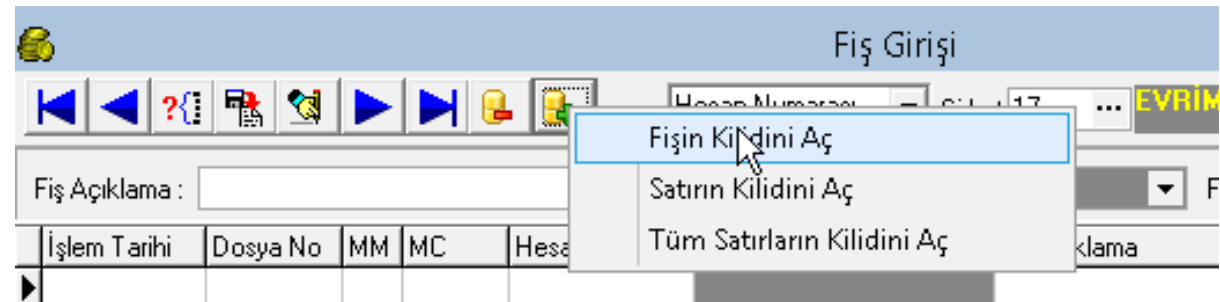 Fiş Girişi
17 ... EVRİM
Fişin Kilidini Aç
Fiş Açıklama :
Satırın Kilidini Aç
Tüm Satırların Kilidini Aç
İşlem Tarihi Dosya No MM MC Hesa klama